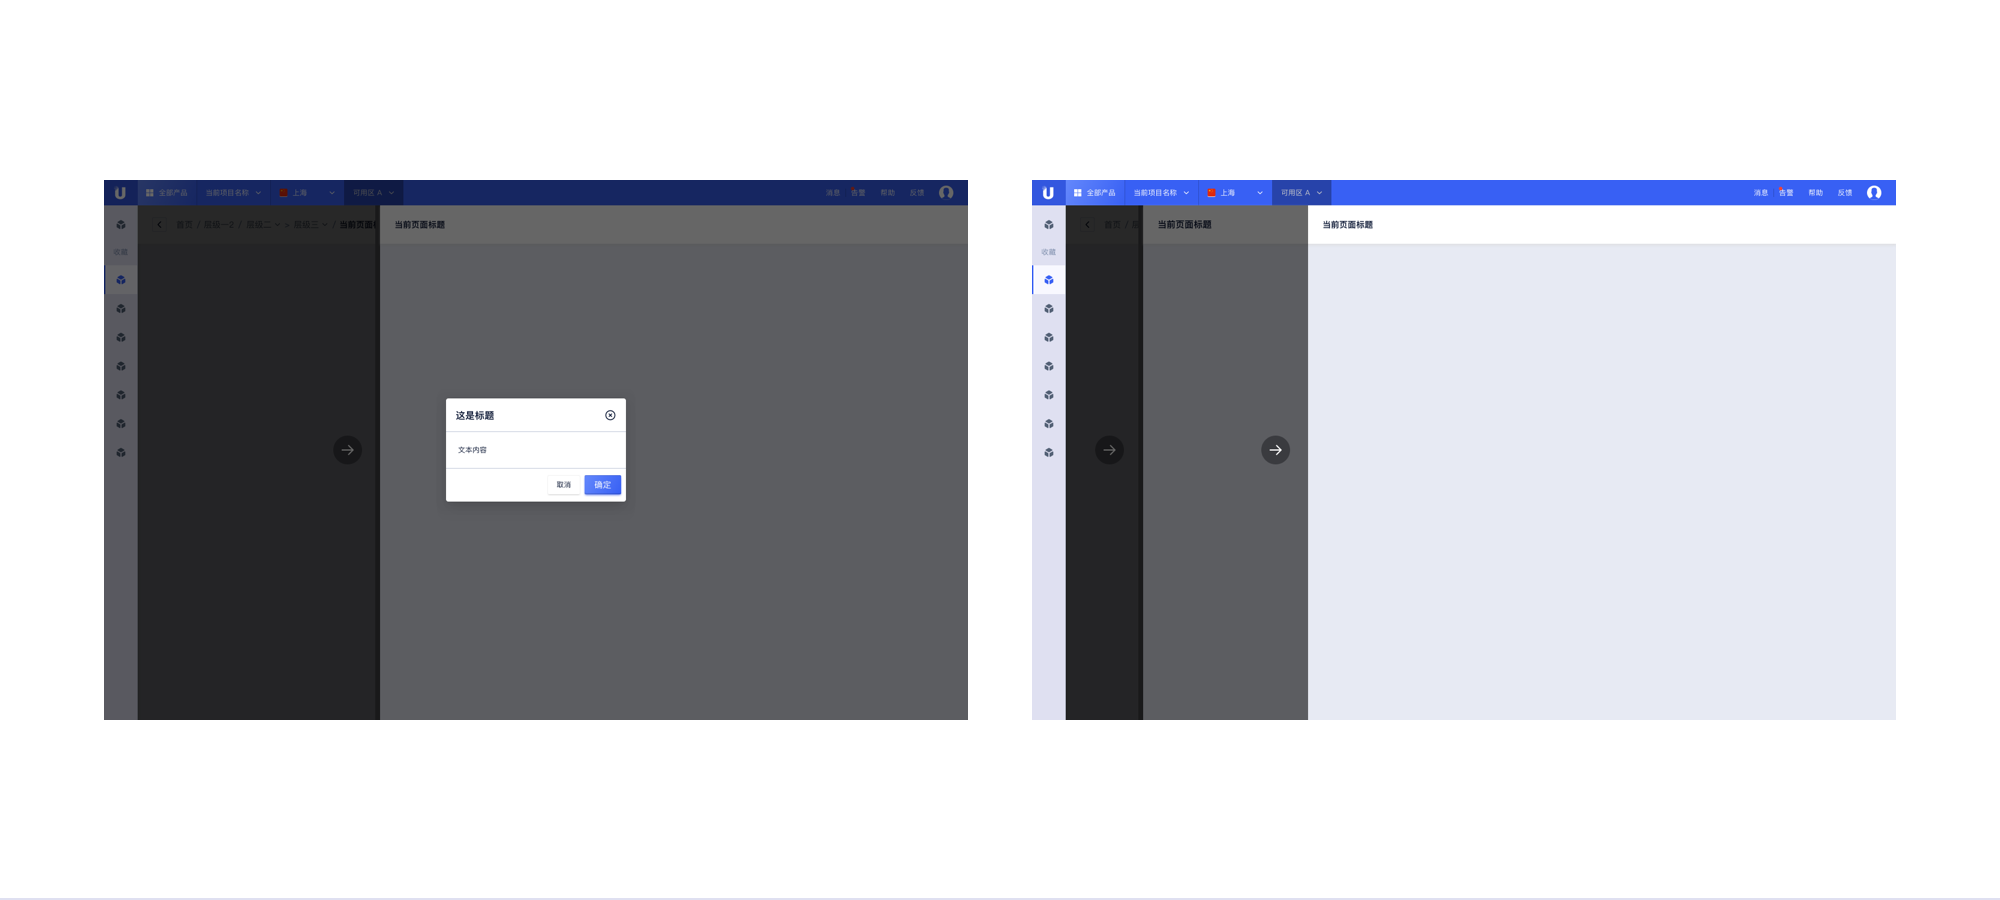 全部产品 当前项目名称 上海 可用区 A 消息 告警 帮助 反馈
首页 / 层级一2 / 层级二 / 层级三 / 当前页面
当前页面标题
收藏
这是标题
文本内容
取消 确定
全部产品 当前项目名称 上海 可用区 A 消息 告警 帮助 反馈
首页 /
当前页面标题
当前页面标题
收藏